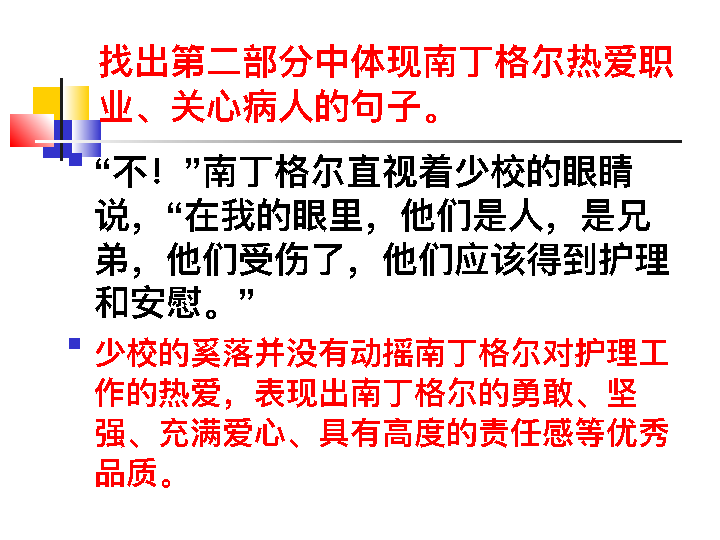 找出第二部分中体现南丁格尔热爱职
业、关心病人的句子。
“不！”南丁格尔直视着少校的眼睛
说，“在我的眼里，他们是人，是兄
弟，他们受伤了，他们应该得到护理
和安慰。”
少校的奚落并没有动摇南丁格尔对护理工
作的热爱，表现出南丁格尔的勇敢、坚
强、充满爱心、具有高度的责任感等优秀
品质。